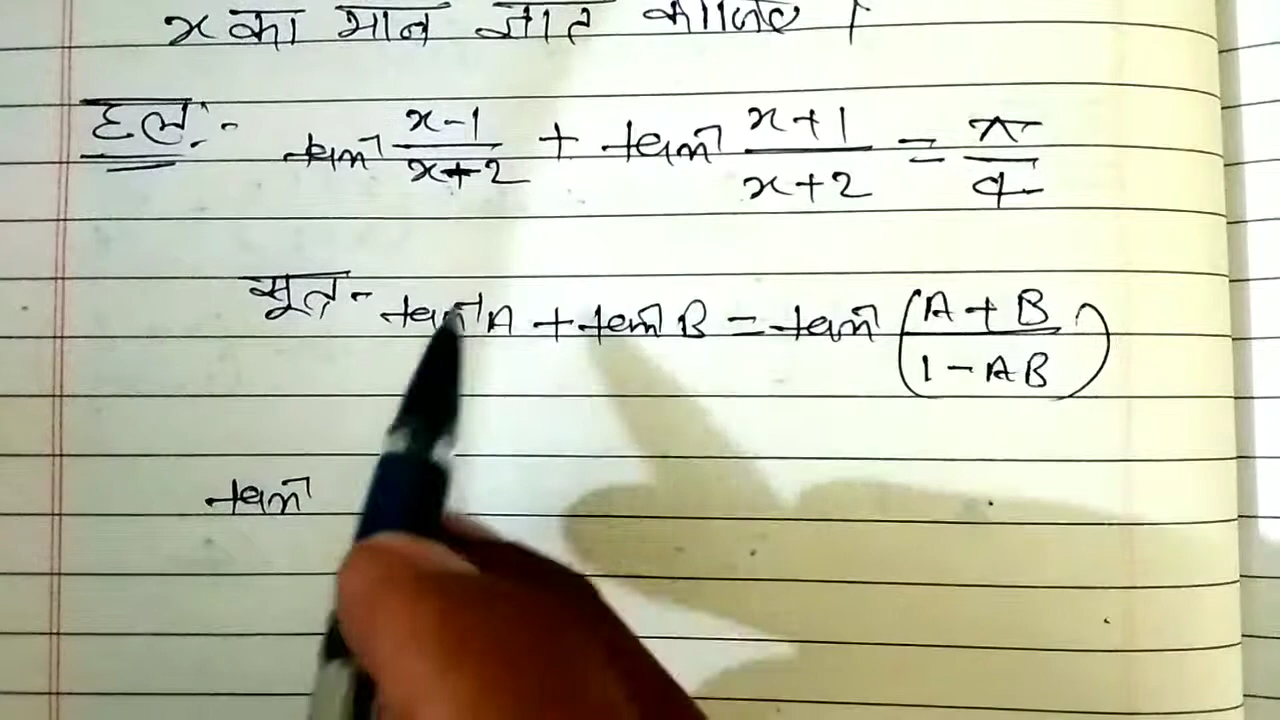 x का मान ज्ञात कीजिए ।
हल:- tan⁻¹ (x-1)/(x+2) + tan⁻¹ (x+1)/(x+2) = π/4
सूत्र- tan⁻¹A + tan⁻¹B = tan⁻¹ ((A+B)/(1-AB))
tan⁻¹